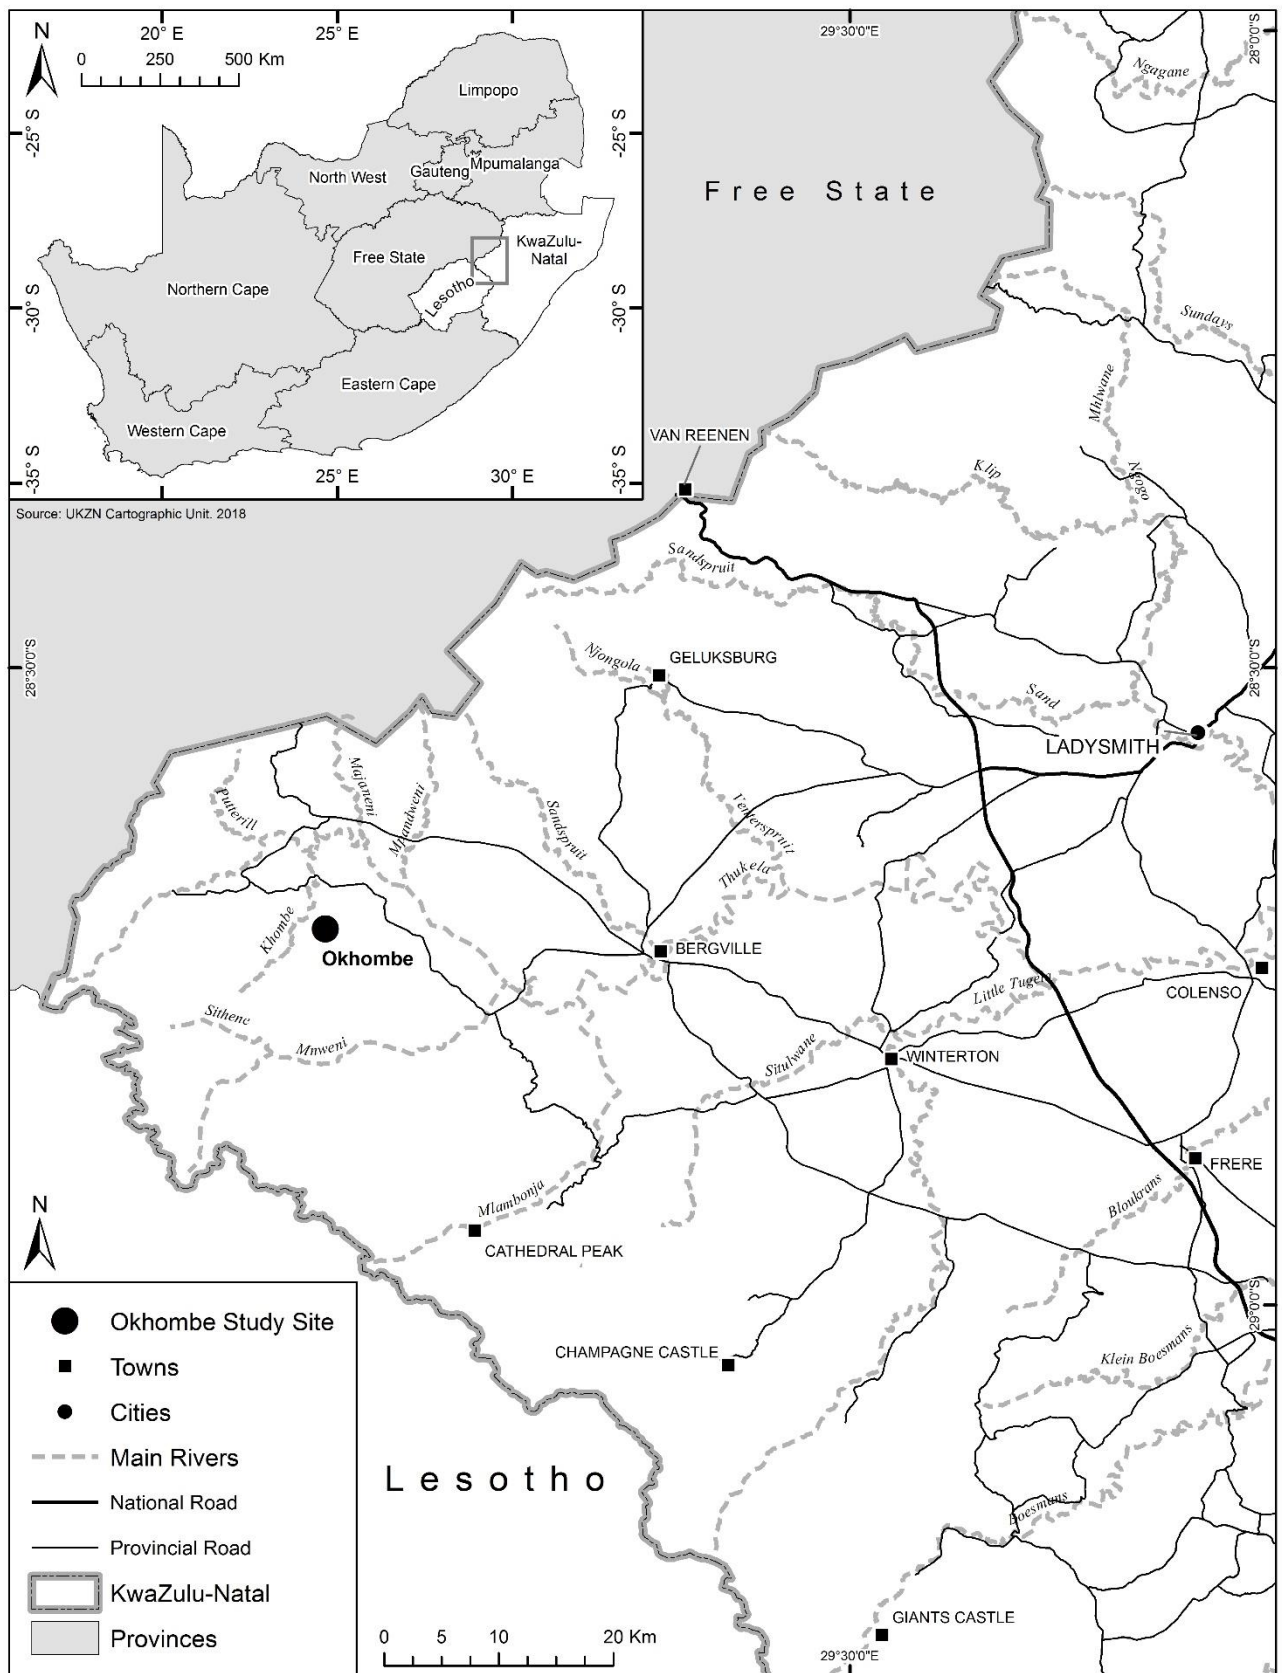 20° E
25° E
29°30'0"E
N
0 250 500 Km
28°0'0"S
Ngagane
Limpopo
-25° S
-25° S
North West
Gauteng
Mpumalanga
Free State
Free State
KwaZulu-
Natal
Northern Cape
Lesotho
-30° S
-30° S
Sundays
Eastern Cape
Mhlwane
Western Cape
VAN REENEN
-35° S
20° E
25° E
30° E
-35° S
Klip
Ngogo
Source: UKZN Cartographic Unit. 2018
Sandspruit
28°30'0"S
28°30'0"S
Njongola
GELUKSBURG
Sand
LADYSMITH
Putterill
Majaneni
Mpandweni
Sandspruit
Venterspruit
Thukela
Khombe
Okhombe
BERGVILLE
COLENSO
Little Tugela
Sithene
Mnweni
Situlwane
WINTERTON
FRERE
Bloukrans
N
Mlambonja
CATHEDRAL PEAK
29°0'0"S
CHAMPAGNE CASTLE
Klein Boesmans
Okhombe Study Site
Towns
Cities
Main Rivers
National Road
Provincial Road
KwaZulu-Natal
Provinces
Lesotho
Boesmans
GIANTS CASTLE
0 5 10 20 Km
29°30'0"E